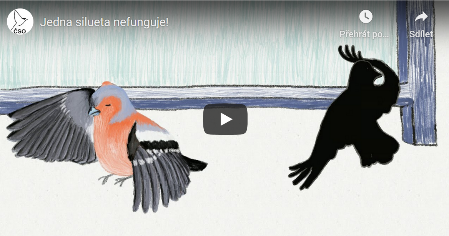 ČSO
Jedna silueta nefunguje!
Přehrát po...
Sdílet